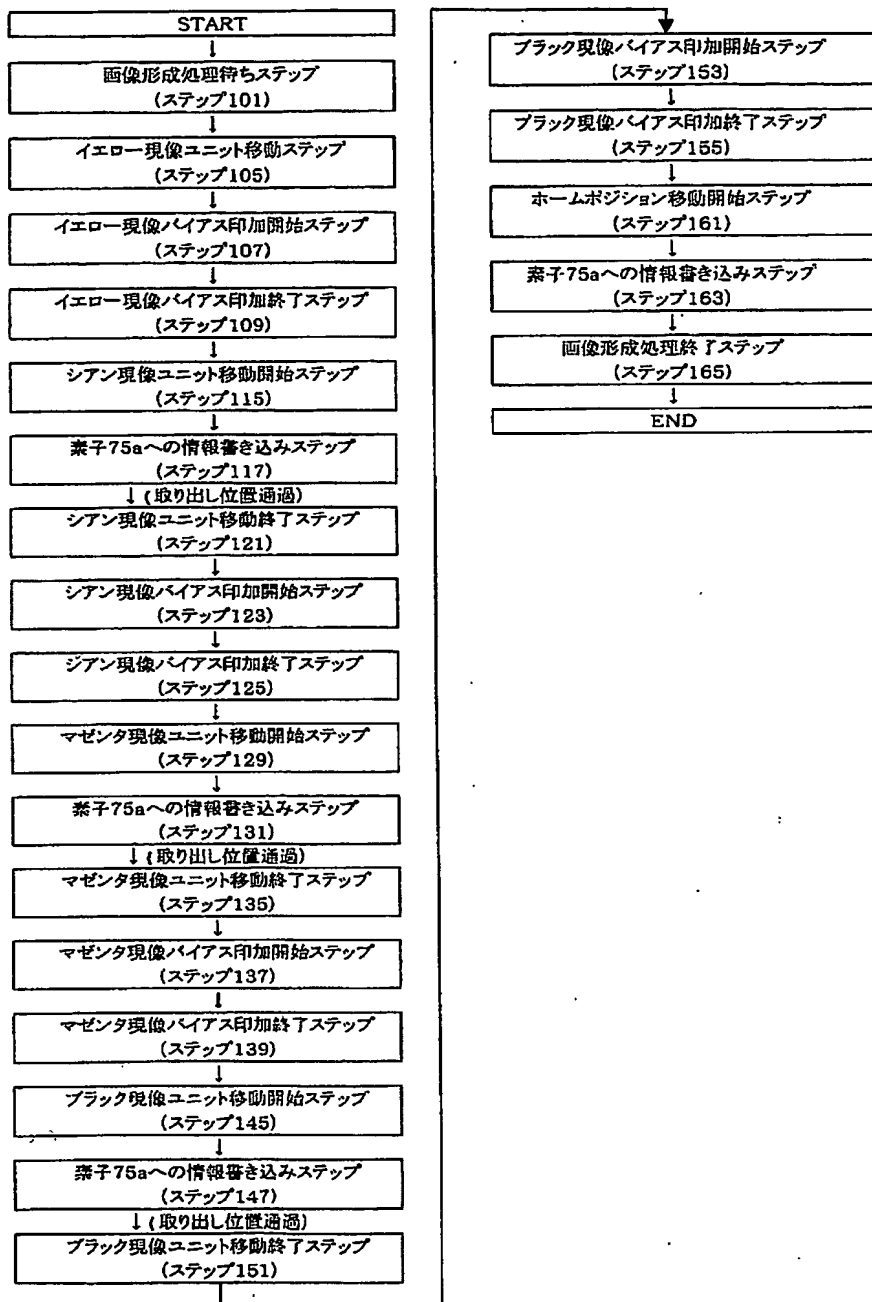 START
↓
画像形成処理待ちステップ
(ステップ101)
↓
イエロー現像ユニット移動ステップ
(ステップ105)
↓
イエロー現像バイアス印加開始ステップ
(ステップ107)
↓
イエロー現像バイアス印加終了ステップ
(ステップ109)
↓
シアン現像ユニット移動開始ステップ
(ステップ115)
↓
素子75aへの情報書き込みステップ
(ステップ117)
↓(取り出し位置通過)
シアン現像ユニット移動終了ステップ
(ステップ121)
↓
シアン現像バイアス印加開始ステップ
(ステップ123)
↓
シアン現像バイアス印加終了ステップ
(ステップ125)
↓
マゼンタ現像ユニット移動開始ステップ
(ステップ129)
↓
素子75aへの情報書き込みステップ
(ステップ131)
↓(取り出し位置通過)
マゼンタ現像ユニット移動終了ステップ
(ステップ135)
↓
マゼンタ現像バイアス印加開始ステップ
(ステップ137)
↓
マゼンタ現像バイアス印加終了ステップ
(ステップ139)
↓
ブラック現像ユニット移動開始ステップ
(ステップ145)
↓
素子75aへの情報書き込みステップ
(ステップ147)
↓(取り出し位置通過)
ブラック現像ユニット移動終了ステップ
(ステップ151)
ブラック現像バイアス印加開始ステップ
(ステップ153)
↓
ブラック現像バイアス印加終了ステップ
(ステップ155)
↓
ホームポジション移動開始ステップ
(ステップ161)
↓
素子75aへの情報書き込みステップ
(ステップ163)
↓
画像形成処理終了ステップ
(ステップ165)
↓
END